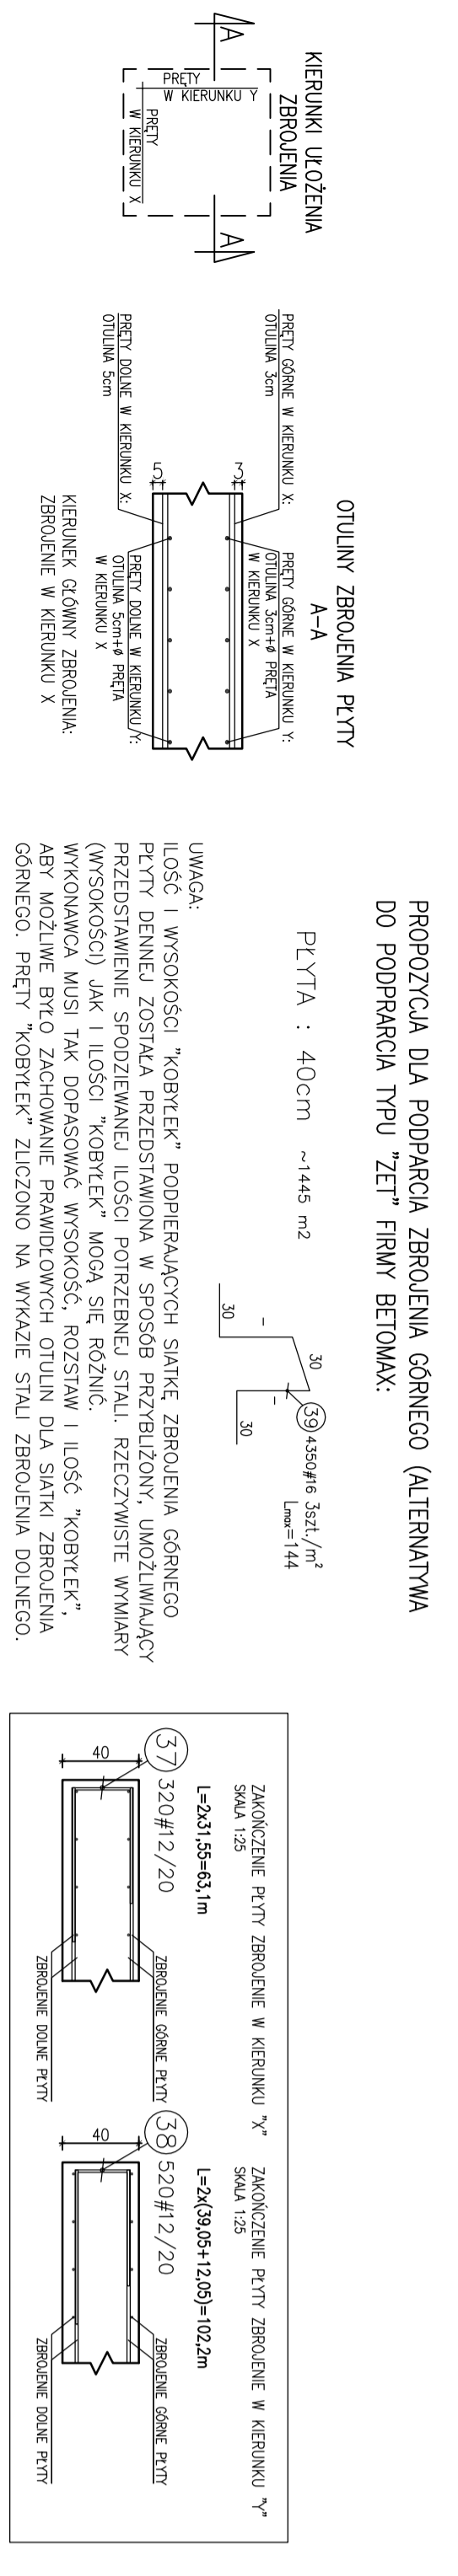 KIERUNKI UŁOŻENIA
ZBROJENIA
A
A
PRĘTY
W KIERUNKU Y
PRĘTY
W KIERUNKU X
OTULINY ZBROJENIA PŁYTY
A-A
PRĘTY GÓRNE W KIERUNKU X:
OTULINA 3cm
PRĘTY GÓRNE W KIERUNKU Y:
OTULINA 3cm+ø PRĘTA
W KIERUNKU X
3
5
PRĘTY DOLNE W KIERUNKU X:
OTULINA 5cm
PRĘTY DOLNE W KIERUNKU Y:
OTULINA 5cm+ø PRĘTA
W KIERUNKU X
KIERUNEK GŁÓWNY ZBROJENIA:
ZBROJENIE W KIERUNKU X
PROPOZYCJA DLA PODPARCIA ZBROJENIA GÓRNEGO (ALTERNATYWA
DO PODPRARCIA TYPU "ZET" FIRMY BETOMAX:
PŁYTA : 40cm ~1445 m2
30
30
30
39 4350#16 3szt./m²
Lmax=144
UWAGA:
ILOŚĆ I WYSOKOŚCI "KOBYŁEK" PODPIERAJĄCYCH SIATKĘ ZBROJENIA GÓRNEGO
PŁYTY DENNEJ ZOSTAŁA PRZEDSTAWIONA W SPOSÓB PRZYBLIŻONY, UMOŻLIWIAJĄCY
PRZEDSTAWIENIE SPODZIEWANEJ ILOŚCI POTRZEBNEJ STALI. RZECZYWISTE WYMIARY
(WYSOKOŚCI) JAK I ILOŚCI "KOBYŁEK" MOGĄ SIĘ RÓŻNIĆ.
WYKONAWCA MUSI TAK DOPASOWAĆ WYSOKOŚĆ, ROZSTAW I ILOŚĆ "KOBYŁEK",
ABY MOŻLIWE BYŁO ZACHOWANIE PRAWIDŁOWYCH OTULIN DLA SIATKI ZBROJENIA
GÓRNEGO. PRĘTY "KOBYŁEK" ZLICZONO NA WYKAZIE STALI ZBROJENIA DOLNEGO.
ZAKOŃCZENIE PŁYTY ZBROJENIE W KIERUNKU "X"
SKALA 1:25
L=2x31,55=63,1m
37 320#12/20
40
ZBROJENIE GÓRNE PŁYTY
ZBROJENIE DOLNE PŁYTY
ZAKOŃCZENIE PŁYTY ZBROJENIE W KIERUNKU "Y"
SKALA 1:25
L=2x(39,05+12,05)=102,2m
38 520#12/20
40
ZBROJENIE GÓRNE PŁYTY
ZBROJENIE DOLNE PŁYTY